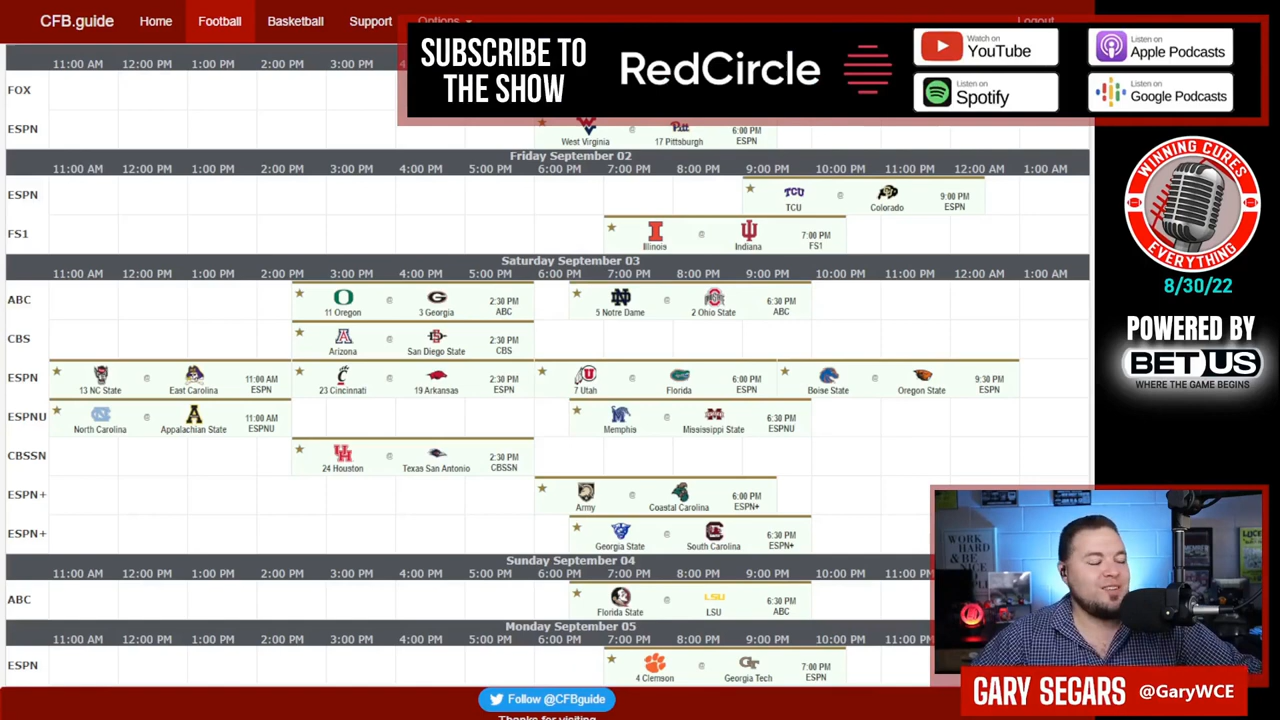 CFB.guide Home Football Basketball Support Options Logout
SUBSCRIBE TO
THE SHOW
RedCircle
Watch on
YouTube
Listen on
Apple Podcasts
Listen on
Spotify
Listen on
Google Podcasts
11:00 AM 12:00 PM 1:00 PM 2:00 PM 3:00 PM
FOX
ESPN West Virginia @ 17 Pittsburgh 6:00 PM ESPN
Friday September 02
11:00 AM 12:00 PM 1:00 PM 2:00 PM 3:00 PM 4:00 PM 5:00 PM 6:00 PM 7:00 PM 8:00 PM 9:00 PM 10:00 PM 11:00 PM 12:00 AM 1:00 AM
ESPN TCU @ Colorado 9:00 PM ESPN
FS1 Illinois @ Indiana 7:00 PM FS1
Saturday September 03
11:00 AM 12:00 PM 1:00 PM 2:00 PM 3:00 PM 4:00 PM 5:00 PM 6:00 PM 7:00 PM 8:00 PM 9:00 PM 10:00 PM 11:00 PM 12:00 AM 1:00 AM
ABC 11 Oregon @ 3 Georgia 2:30 PM ABC 5 Notre Dame @ 2 Ohio State 6:30 PM ABC
CBS Arizona @ San Diego State 2:30 PM CBS
ESPN 13 NC State @ East Carolina 11:00 AM ESPN 23 Cincinnati @ 19 Arkansas 2:30 PM ESPN 7 Utah @ Florida 6:00 PM ESPN Boise State @ Oregon State 9:30 PM ESPN
ESPNU North Carolina @ Appalachian State 11:00 AM ESPNU Memphis @ Mississippi State 6:30 PM ESPNU
CBSSN 24 Houston @ Texas San Antonio 2:30 PM CBSSN
ESPN+ Army @ Coastal Carolina 6:00 PM ESPN+
ESPN+ Georgia State @ South Carolina 6:30 PM ESPN+
Sunday September 04
11:00 AM 12:00 PM 1:00 PM 2:00 PM 3:00 PM 4:00 PM 5:00 PM 6:00 PM 7:00 PM 8:00 PM 9:00 PM 10:00 PM 11:00
ABC Florida State @ LSU LSU 6:30 PM ABC
Monday September 05
11:00 AM 12:00 PM 1:00 PM 2:00 PM 3:00 PM 4:00 PM 5:00 PM 6:00 PM 7:00 PM 8:00 PM 9:00 PM 10:00 PM 11:00
ESPN 4 Clemson @ Georgia Tech 7:00 PM ESPN
Follow @CFBguide
Thanks for visiting
WINNING CURES
EVERYTHING
8/30/22
POWERED BY
BETUS
WHERE THE GAME BEGINS
WORK
HARD
& BE
GARY SEGARS @GaryWCE